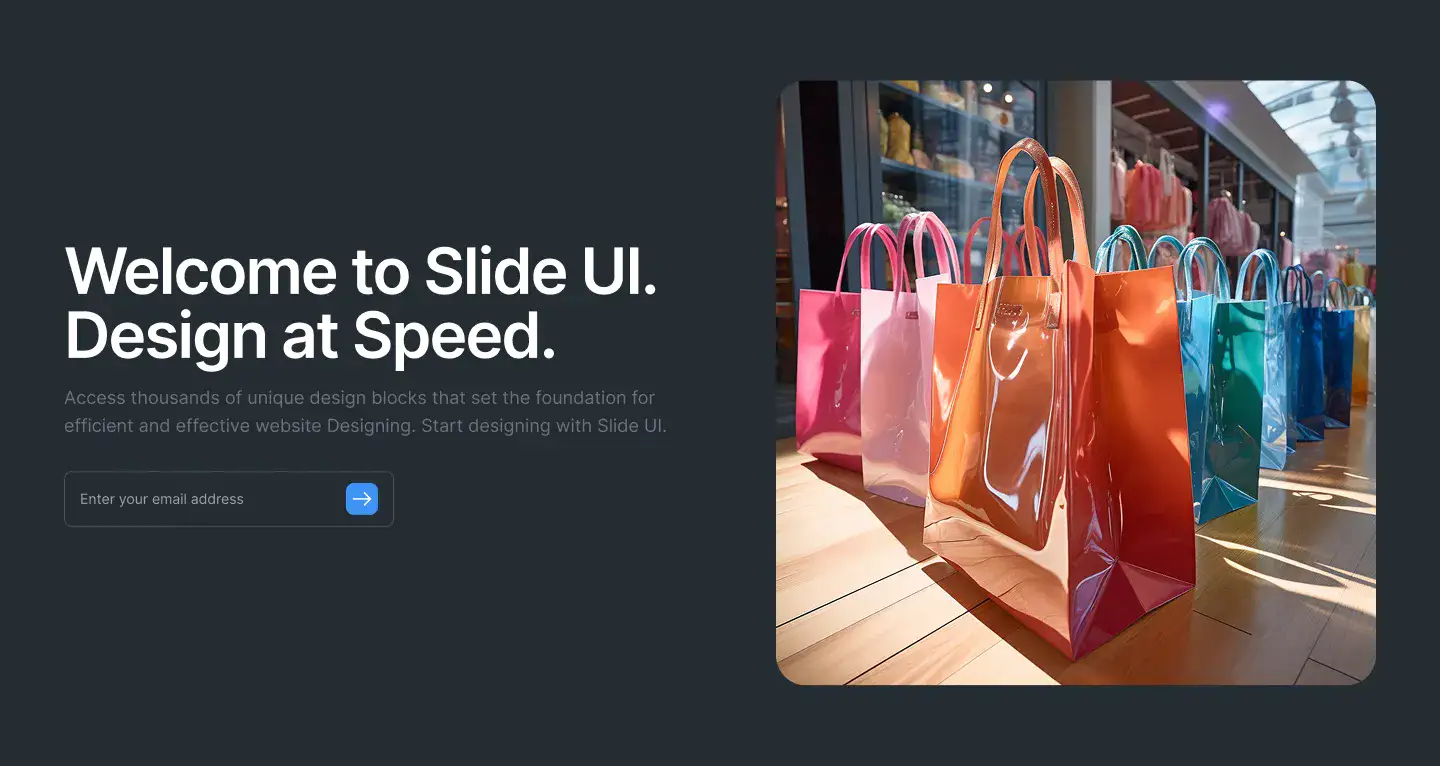 Welcome to Slide UI.
Design at Speed.
Access thousands of unique design blocks that set the foundation for
efficient and effective website Designing. Start designing with Slide UI.
Enter your email address